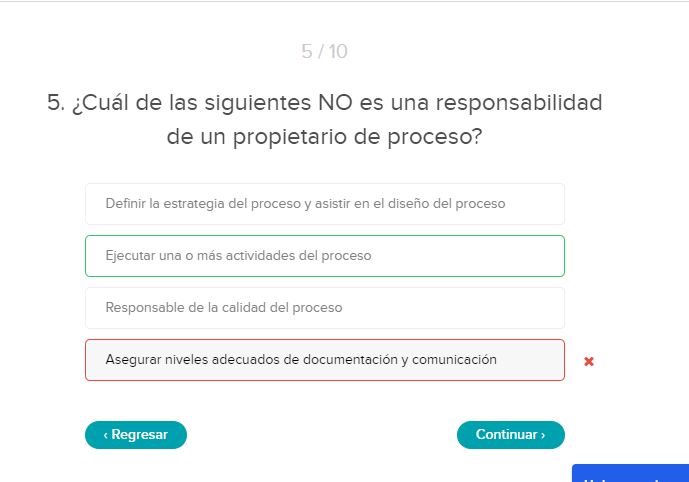 5 / 10
5. ¿Cuál de las siguientes NO es una responsabilidad
de un propietario de proceso?
Definir la estrategia del proceso y asistir en el diseño del proceso
Ejecutar una o más actividades del proceso
Responsable de la calidad del proceso
Asegurar niveles adecuados de documentación y comunicación
‹ Regresar
Continuar ›